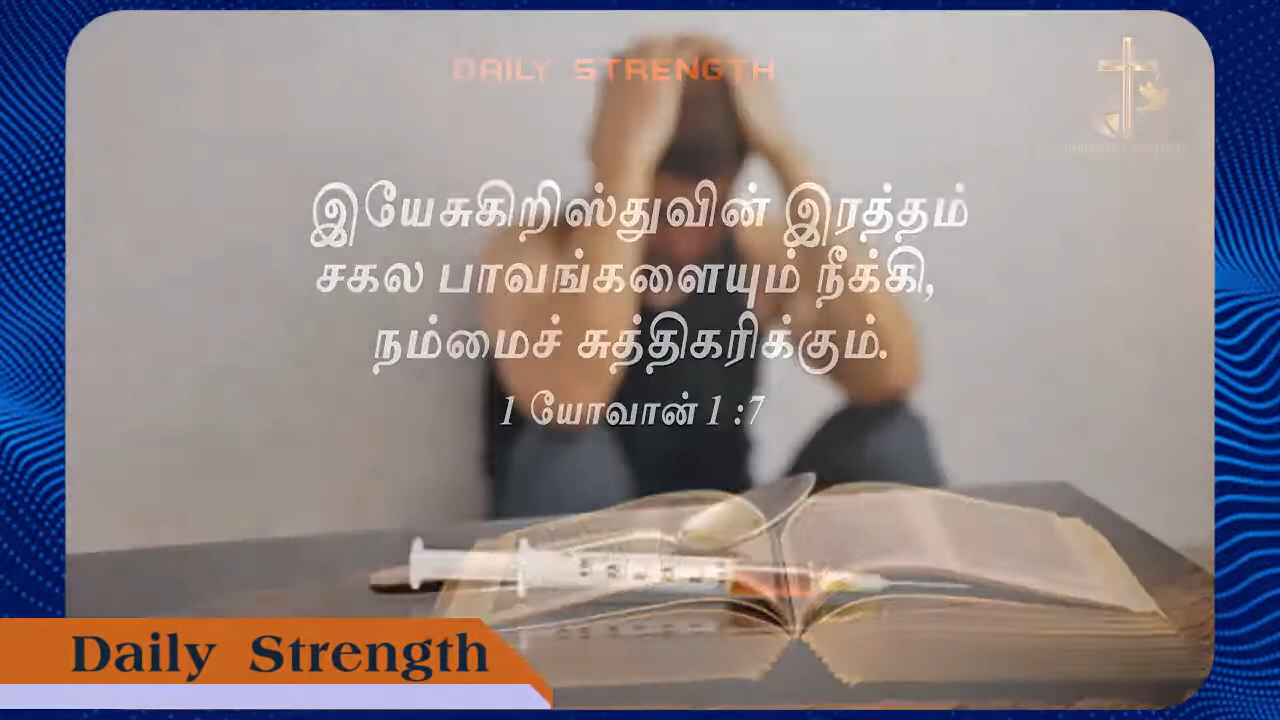 DAILY STRENGTH
இயேசுகிறிஸ்துவின் இரத்தம்
சகல பாவங்களையும் நீக்கி,
நம்மைச் சுத்திகரிக்கும்.
1 யோவான் 1 :7
Daily Strength